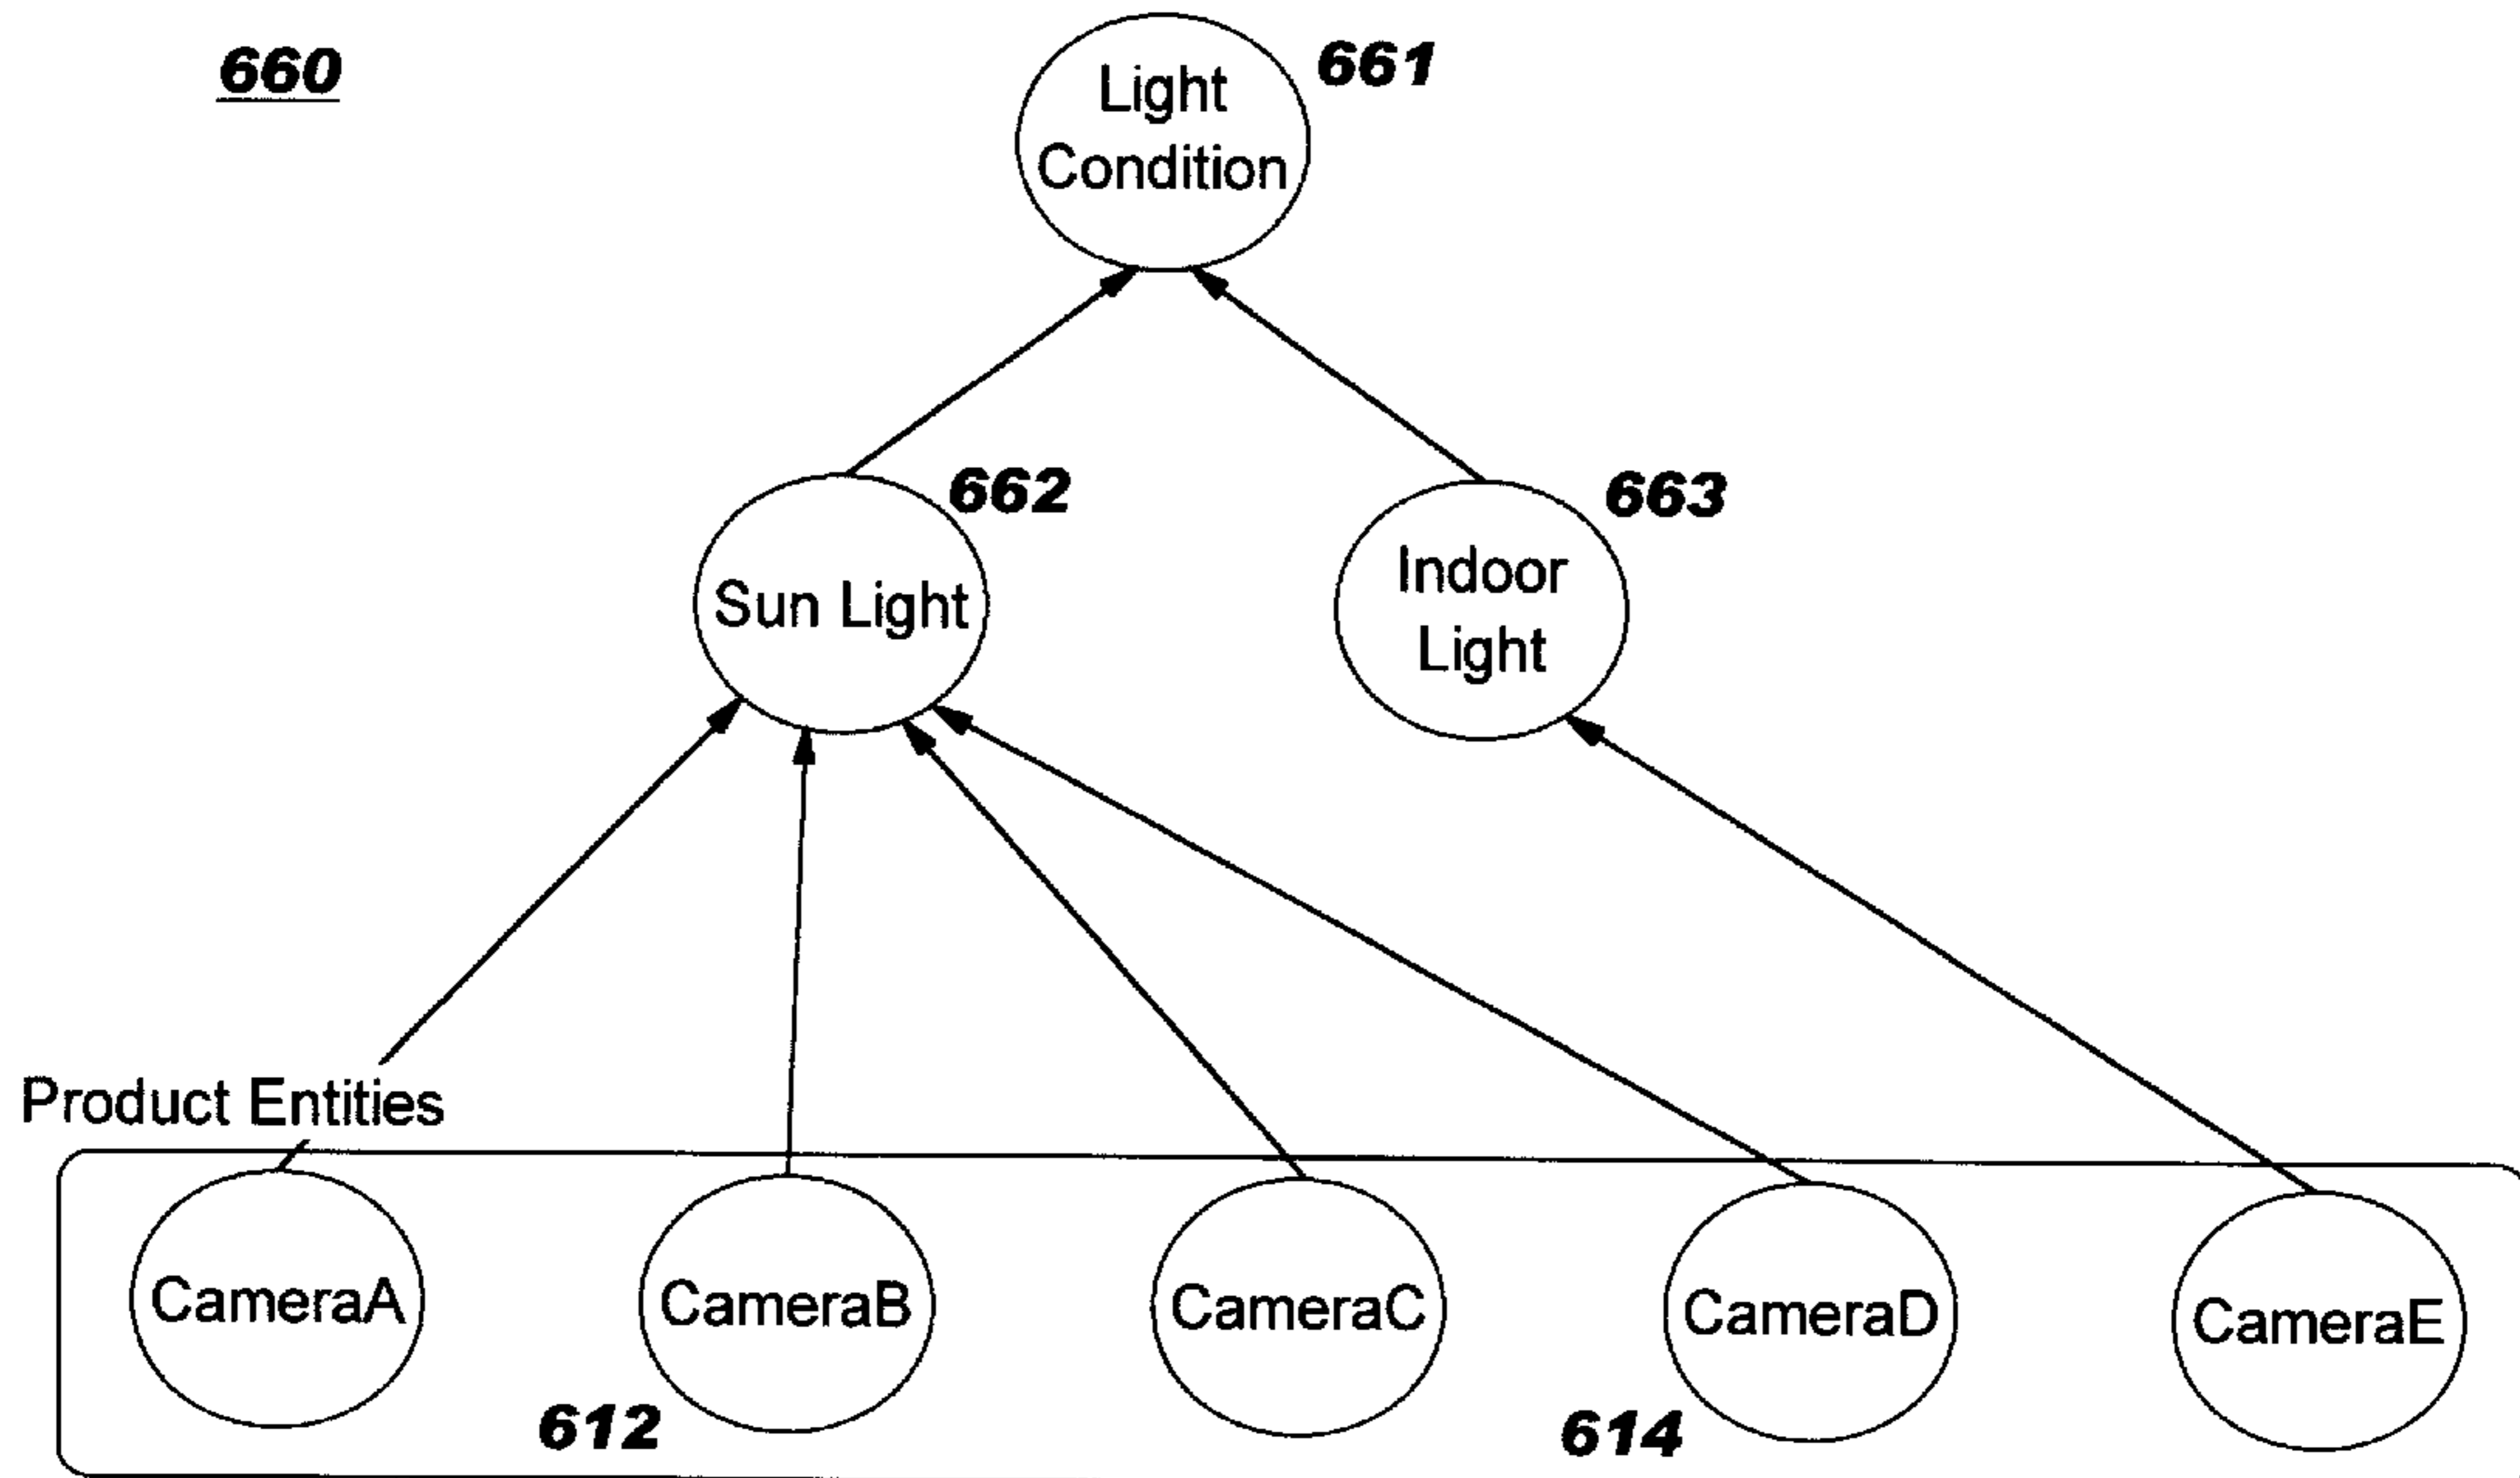 660
661
Light
Condition
662
663
Sun Light
Indoor
Light
Product Entities
CameraA
CameraB
CameraC
CameraD
CameraE
612
614